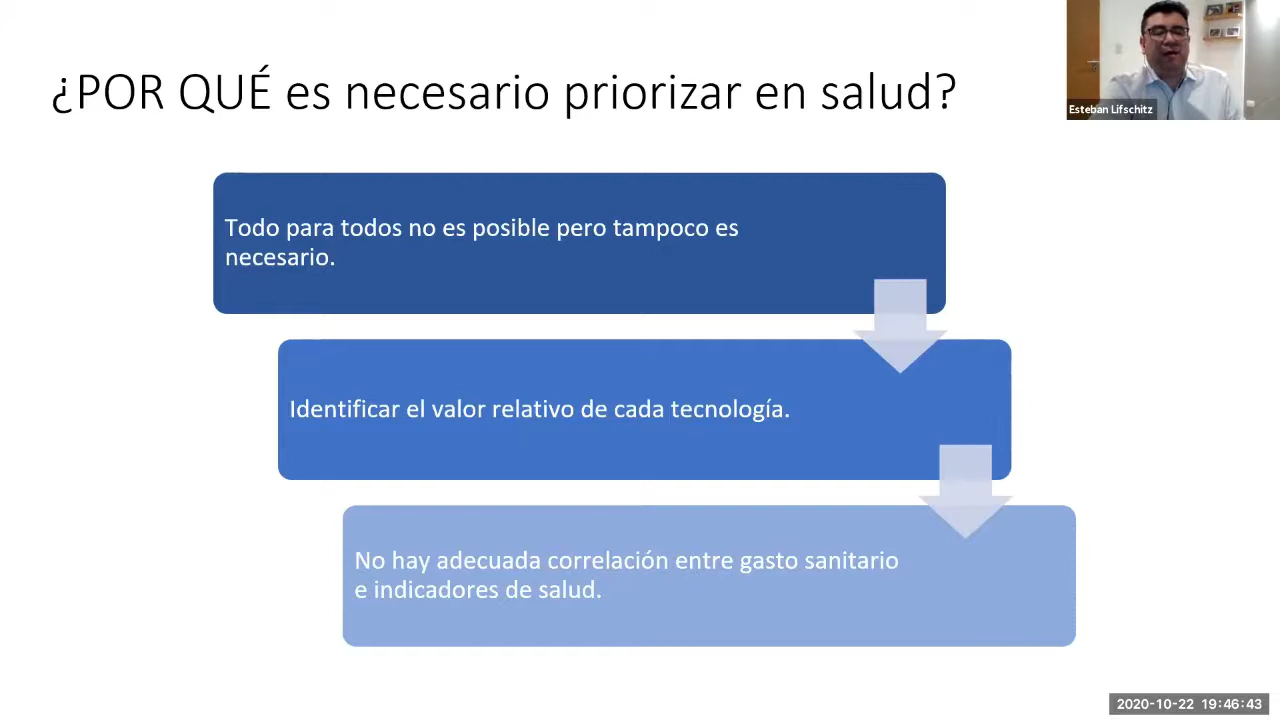 ¿POR QUÉ es necesario priorizar en salud?
Esteban Lifschitz
Todo para todos no es posible pero tampoco es
necesario.
Identificar el valor relativo de cada tecnología.
No hay adecuada correlación entre gasto sanitario
e indicadores de salud.
2020-10-22 19:46:43